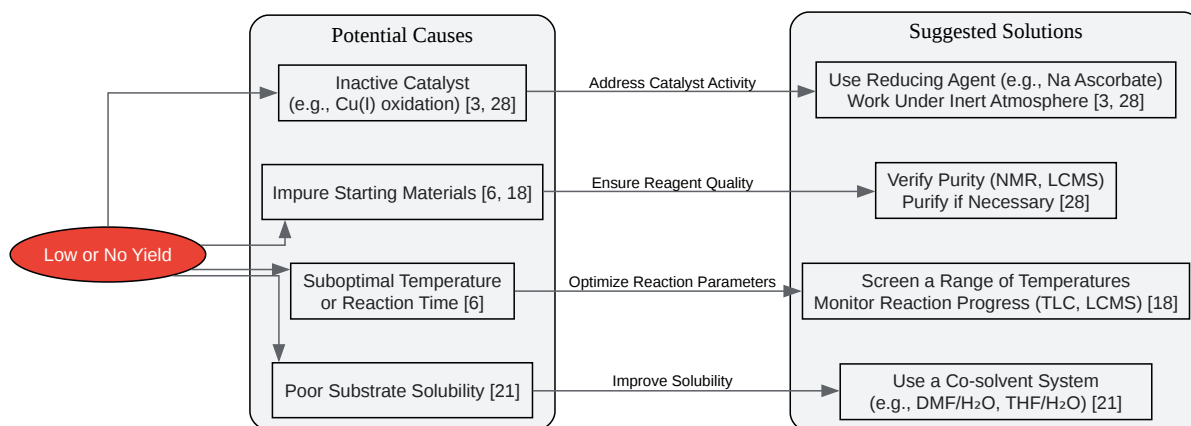 Potential Causes
Suggested Solutions
Inactive Catalyst
(e.g., Cu(I) oxidation) [3, 28]
Address Catalyst Activity
Use Reducing Agent (e.g., Na Ascorbate)
Work Under Inert Atmosphere [3, 28]
Impure Starting Materials [6, 18]
Ensure Reagent Quality
Verify Purity (NMR, LCMS)
Purify if Necessary [28]
Low or No Yield
Suboptimal Temperature
or Reaction Time [6]
Optimize Reaction Parameters
Screen a Range of Temperatures
Monitor Reaction Progress (TLC, LCMS) [18]
Poor Substrate Solubility [21]
Improve Solubility
Use a Co-solvent System
(e.g., DMF/H₂O, THF/H₂O) [21]